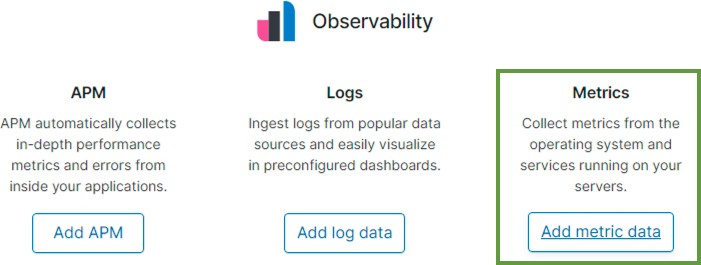 Observability
APM
APM automatically collects
in-depth performance
metrics and errors from
inside your applications.
Add APM
Logs
Ingest logs from popular data
sources and easily visualize
in preconfigured dashboards.
Add log data
Metrics
Collect metrics from the
operating system and
services running on your
servers.
Add metric data